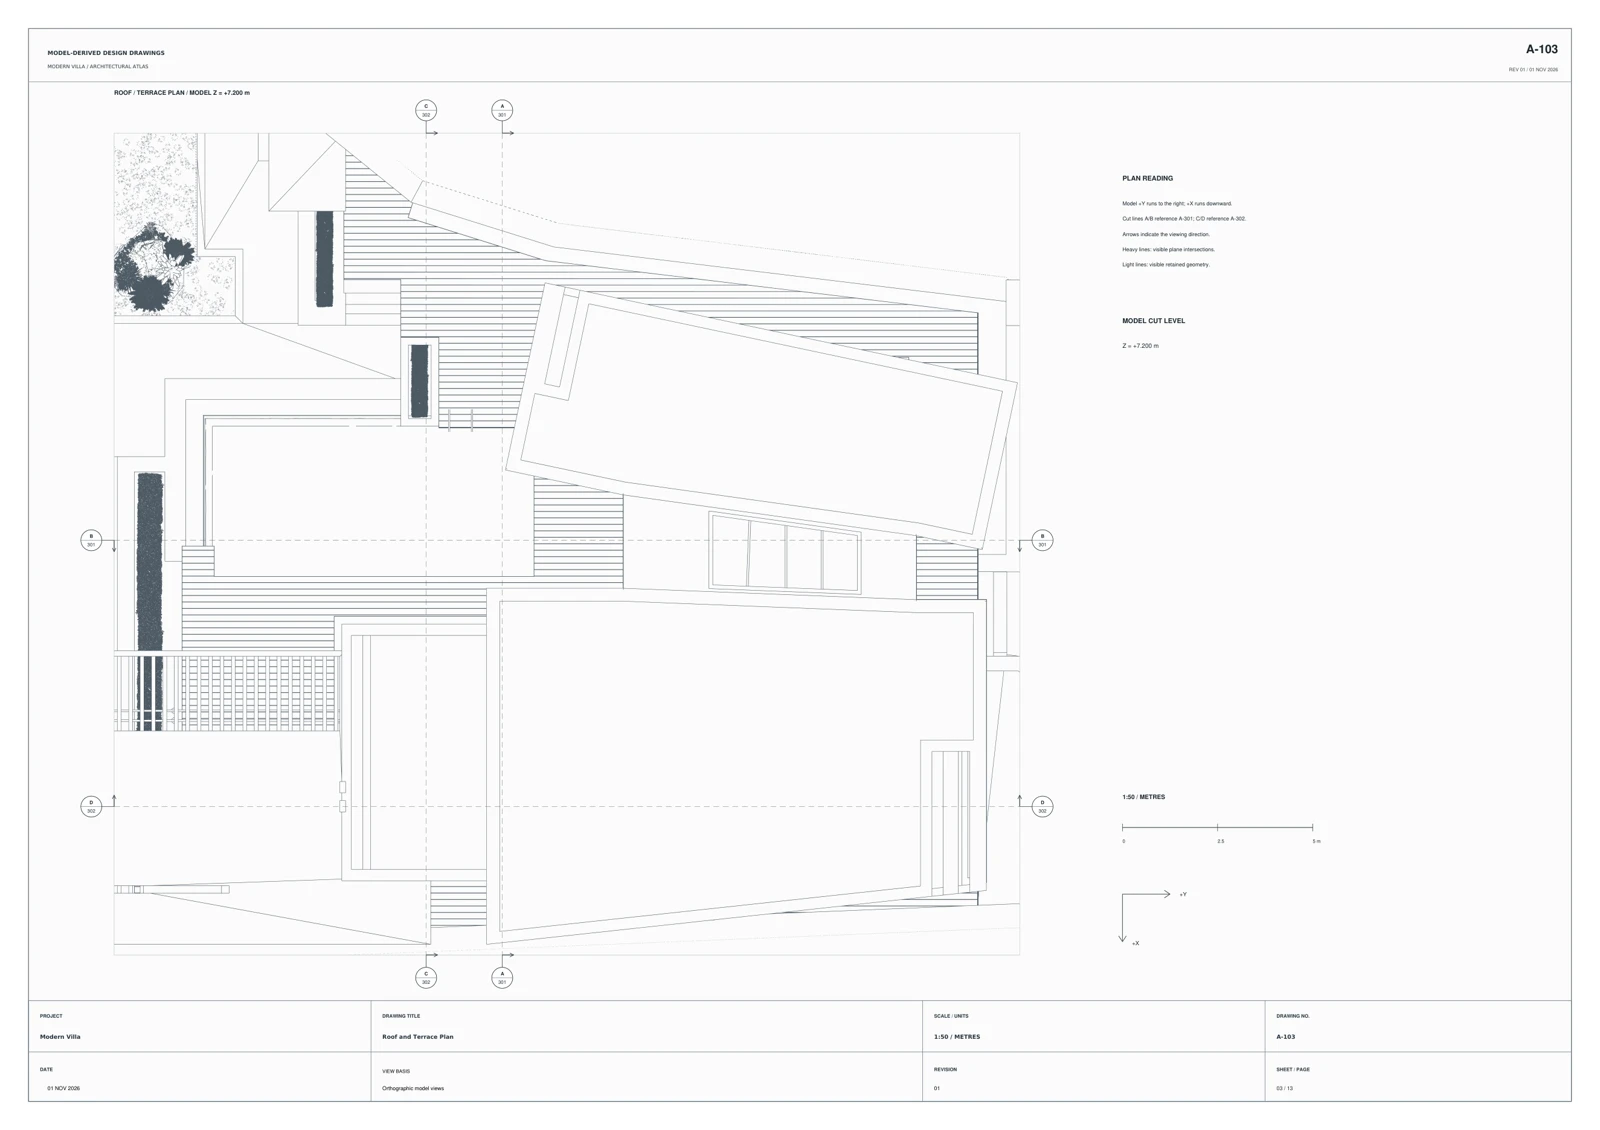 MODEL-DERIVED DESIGN DRAWINGS
MODERN VILLA / ARCHITECTURAL ATLAS
A-103
REV 01 / 01 NOV 2026
ROOF / TERRACE PLAN / MODEL Z = +7.200 m
C
302
A
301
PLAN READING
Model +Y runs to the right; +X runs downward.
Cut lines A/B reference A-301; C/D reference A-302.
Arrows indicate the viewing direction.
Heavy lines: visible plane intersections.
Light lines: visible retained geometry.
MODEL CUT LEVEL
Z = +7.200 m
B
301
B
301
D
302
D
302
1:50 / METRES
0
2.5
5 m
+Y
+X
C
302
A
301
PROJECT
Modern Villa
DRAWING TITLE
Roof and Terrace Plan
SCALE / UNITS
1:50 / METRES
DRAWING NO.
A-103
DATE
01 NOV 2026
VIEW BASIS
Orthographic model views
REVISION
01
SHEET / PAGE
03 / 13